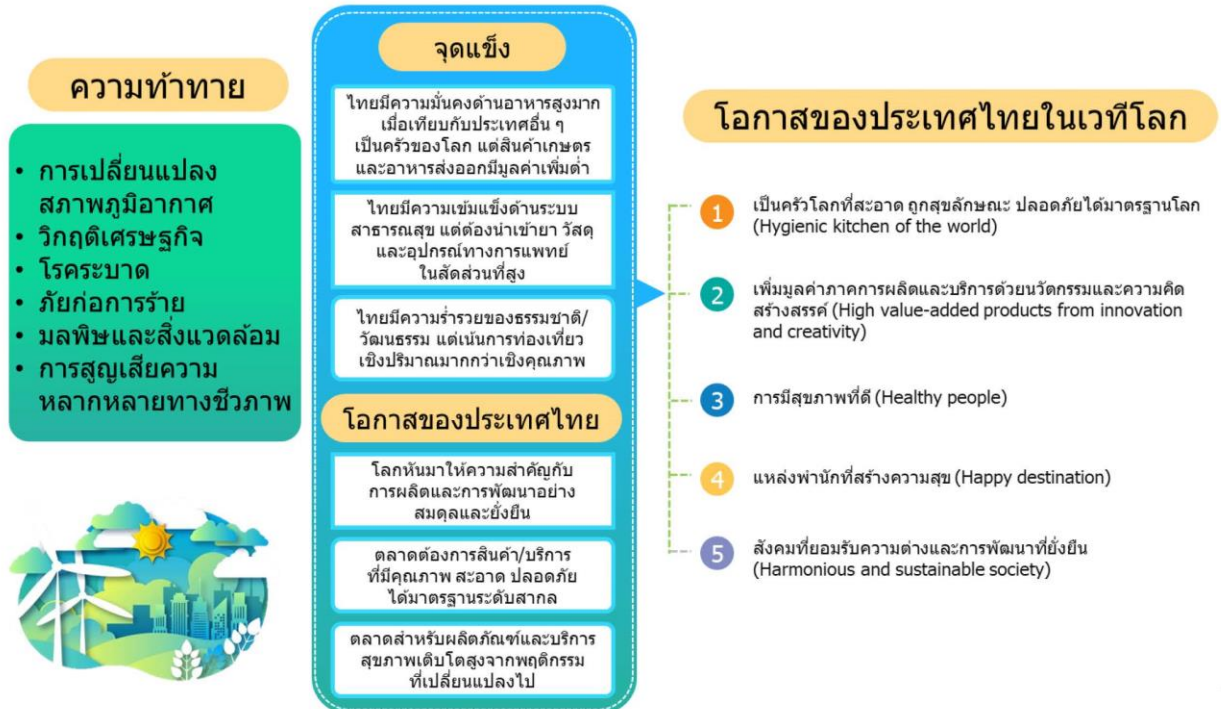 ความท้าทาย
• การเปลี่ยนแปลง
สภาพภูมิอากาศ
• วิกฤติเศรษฐกิจ
• โรคระบาด
• ภัยก่อการร้าย
• มลพิษและสิ่งแวดล้อม
• การสูญเสียความ
หลากหลายทางชีวภาพ
จุดแข็ง
ไทยมีความมั่นคงด้านอาหารสูงมาก
เมื่อเทียบกับประเทศอื่น ๆ
เป็นครัวของโลก แต่สินค้าเกษตร
และอาหารส่งออกมีมูลค่าเพิ่มต่ำ
ไทยมีความเข้มแข็งด้านระบบ
สาธารณสุข แต่ต้องนำเข้ายา วัสดุ
และอุปกรณ์ทางการแพทย์
ในสัดส่วนที่สูง
ไทยมีความร่ำรวยของธรรมชาติ/
วัฒนธรรม แต่เน้นการท่องเที่ยว
เชิงปริมาณมากกว่าเชิงคุณภาพ
โอกาสของประเทศไทย
โลกหันมาให้ความสำคัญกับ
การผลิตและการพัฒนาอย่าง
สมดุลและยั่งยืน
ตลาดต้องการสินค้า/บริการ
ที่มีคุณภาพ สะอาด ปลอดภัย
ได้มาตรฐานระดับสากล
ตลาดสำหรับผลิตภัณฑ์และบริการ
สุขภาพเติบโตสูงจากพฤติกรรม
ที่เปลี่ยนแปลงไป
โอกาสของประเทศไทยในเวทีโลก
1 เป็นครัวโลกที่สะอาด ถูกสุขลักษณะ ปลอดภัยได้มาตรฐานโลก
(Hygienic kitchen of the world)
2 เพิ่มมูลค่าภาคการผลิตและบริการด้วยนวัตกรรมและความคิด
สร้างสรรค์ (High value-added products from innovation
and creativity)
3 การมีสุขภาพที่ดี (Healthy people)
4 แหล่งพำนักที่สร้างความสุข (Happy destination)
5 สังคมที่ยอมรับความต่างและการพัฒนาที่ยั่งยืน
(Harmonious and sustainable society)